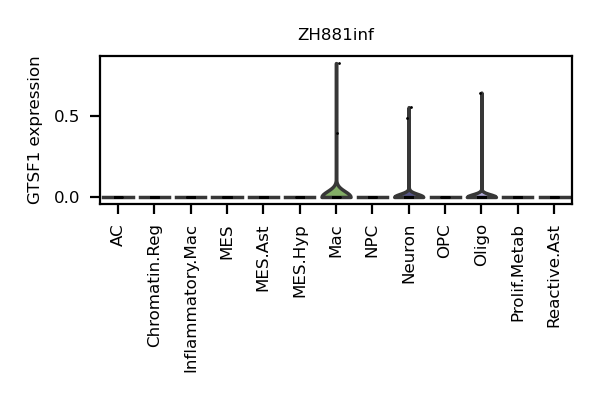 ZH881inf
GTSF1 expression
0.5
0.0
AC
Chromatin.Reg
Inflammatory.Mac
MES
MES.Ast
MES.Hyp
Mac
NPC
Neuron
OPC
Oligo
Prolif.Metab
Reactive.Ast